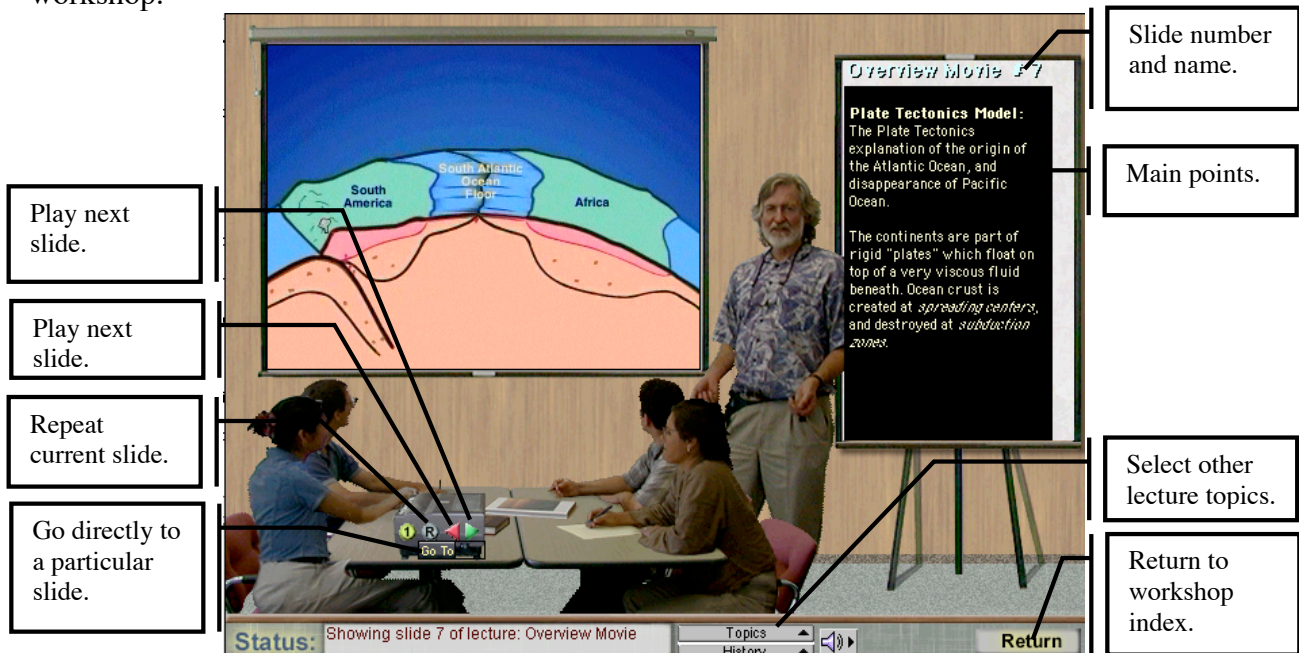 workshop.
Slide number
and name.
Overview Movie # 7
Plate Tectonics Model:
The Plate Tectonics
explanation of the origin of
the Atlantic Ocean, and
disappearance of Pacific
Ocean.
The continents are part of
rigid "plates" which float on
top of a very viscous fluid
beneath. Ocean crust is
created at spreading centers,
and destroyed at subduction
zones.
Main points.
South Atlantic
Ocean
Floor
South
America
Africa
Play next
slide.
Play next
slide.
Repeat
current slide.
Go directly to
a particular
slide.
1 R
Go To
Select other
lecture topics.
Return to
workshop
index.
Status:
Showing slide 7 of lecture: Overview Movie
Topics
History
Return